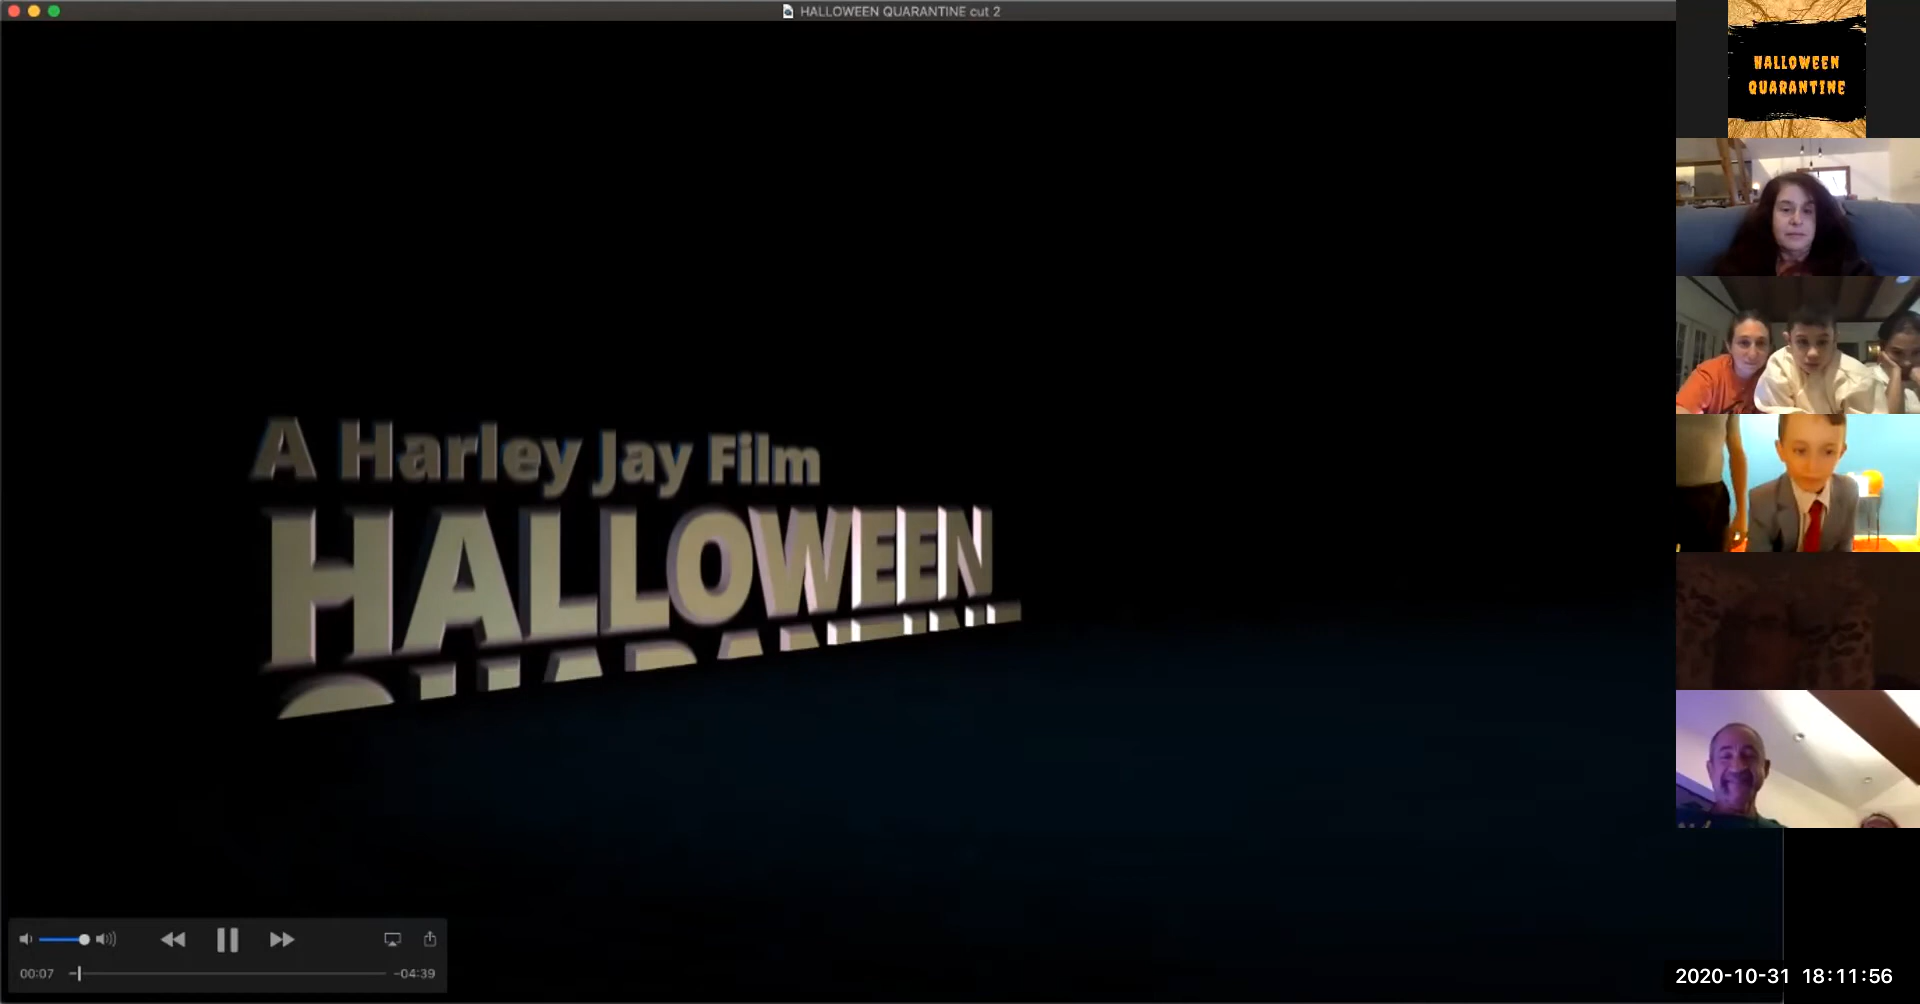 HALLOWEEN QUARANTINE cut 2
HALLOWEEN
QUARANTINE
A Harley Jay Film
HALLOWEEN
QUARANTINE
00:07
-04:39
2020-10-31 18:11:56